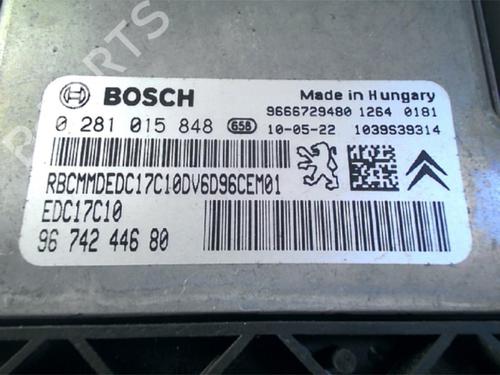 BOSCH
Made in Hungary
9666729480 1264 0181
0 281 015 848 658 10-05-22 1039S39314
RBCMMDEDC17C10DV6D96CEM01
EDC17C10
96 742 446 80
PARTS